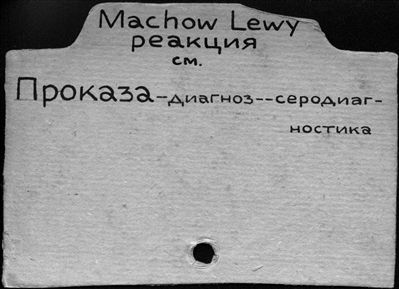 Machow Lewy
реакция
см.
Проказа-диагноз--серодиаг-
ностика